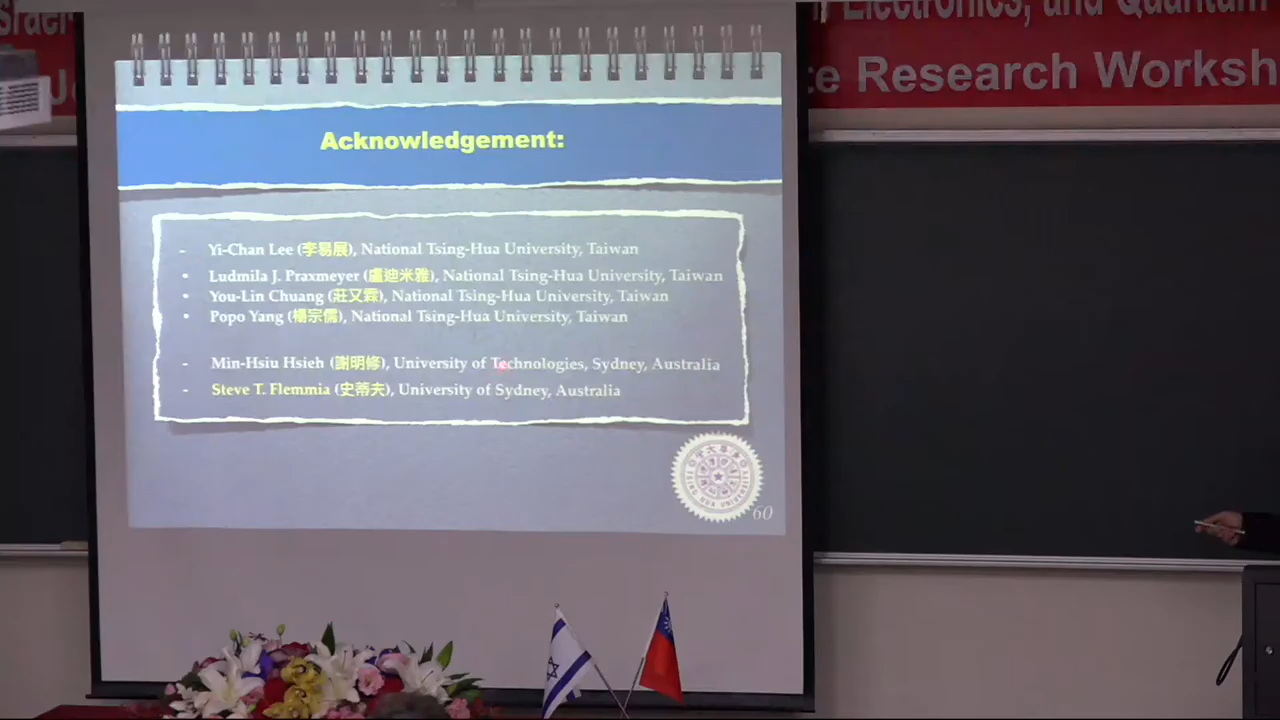 Electronics, and Quantum
Research Worksh
Acknowledgement:
- Yi-Chan Lee (李易展), National Tsing-Hua University, Taiwan
• Ludmila J. Praxmeyer (盧迪米雅), National Tsing-Hua University, Taiwan
• You-Lin Chuang (莊又霖), National Tsing-Hua University, Taiwan
• Popo Yang (楊宗儒), National Tsing-Hua University, Taiwan
- Min-Hsiu Hsieh (謝明修), University of Technologies, Sydney, Australia
- Steve T. Flemmia (史蒂夫), University of Sydney, Australia
60